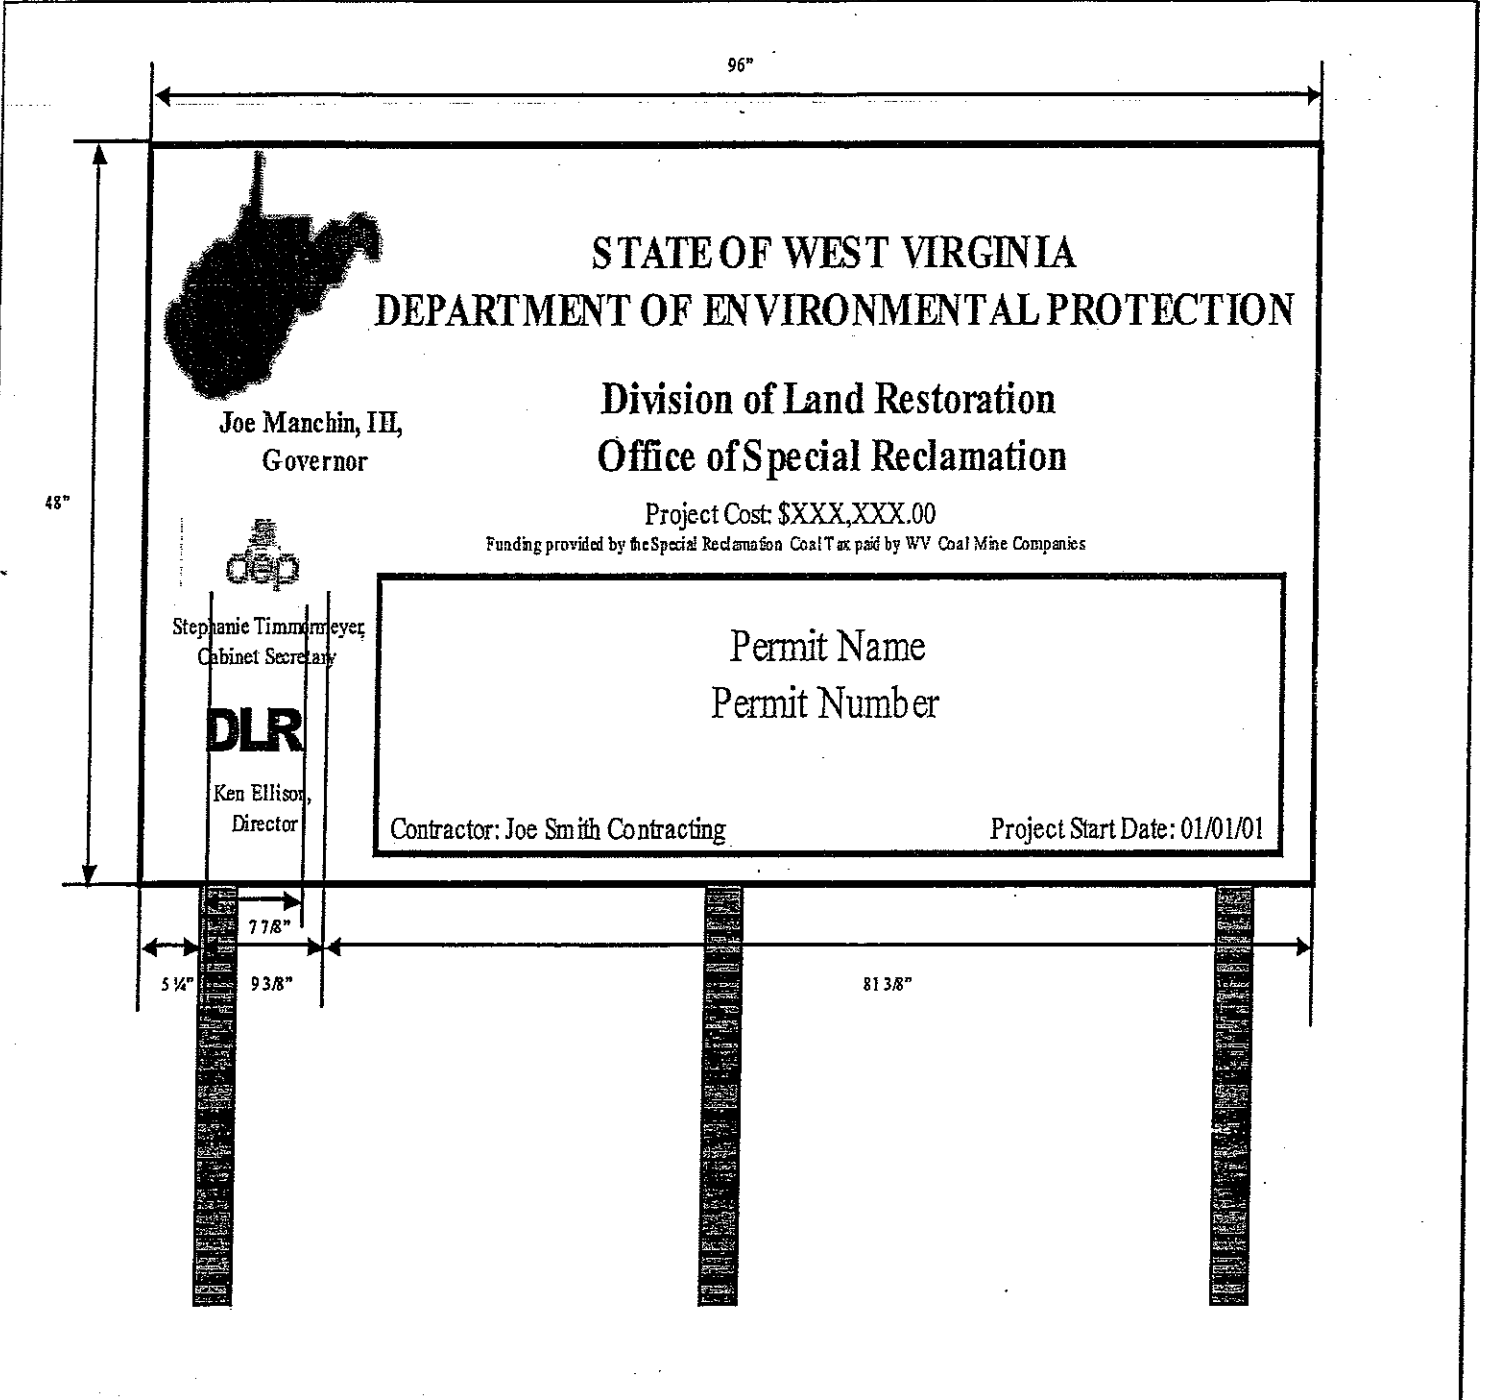 96"
STATE OF WEST VIRGINIA
DEPARTMENT OF ENVIRONMENTAL PROTECTION
Division of Land Restoration
Office of Special Reclamation
Project Cost: $XXX,XXX.00
Funding provided by the Special Reclamation Coal Tax paid by WV Coal Mine Companies
Joe Manchin, III,
Governor
48"
dep
Stephanie Timmermeyer,
Cabinet Secretary
DLR
Ken Ellison,
Director
Permit Name
Permit Number
Contractor: Joe Smith Contracting
Project Start Date: 01/01/01
7 7/8"
5 ¼"
9 3/8"
81 3/8"